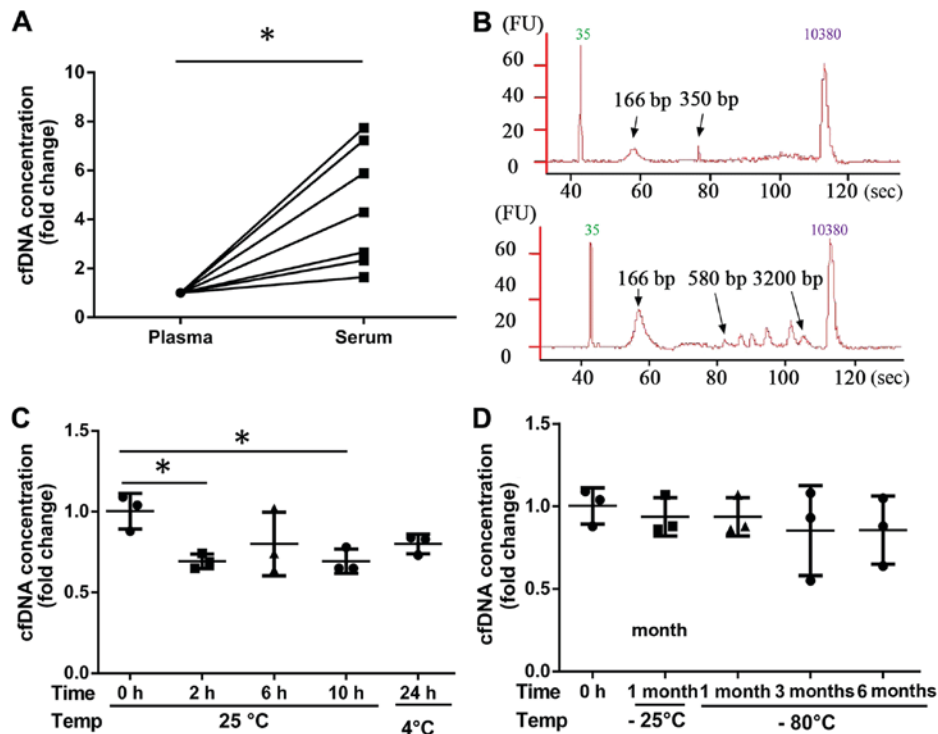 A
*
10
8
6
4
2
0
cfDNA concentration
(fold change)
Plasma Serum
B
(FU)
35 10380
60
40
20
0
166 bp 350 bp
40 60 80 100 120 (sec)
(FU)
35 10380
60
40
20
0
166 bp 580 bp 3200 bp
40 60 80 100 120 (sec)
C
1.5
1.0
0.5
0.0
cfDNA concentration
(fold change)
*
*
Time 0 h 2 h 6 h 10 h 24 h
Temp 25 °C 4°C
D
1.5
1.0
0.5
0.0
cfDNA concentration
(fold change)
month
Time 0 h 1 month 1 month 3 months 6 months
Temp - 25°C - 80°C